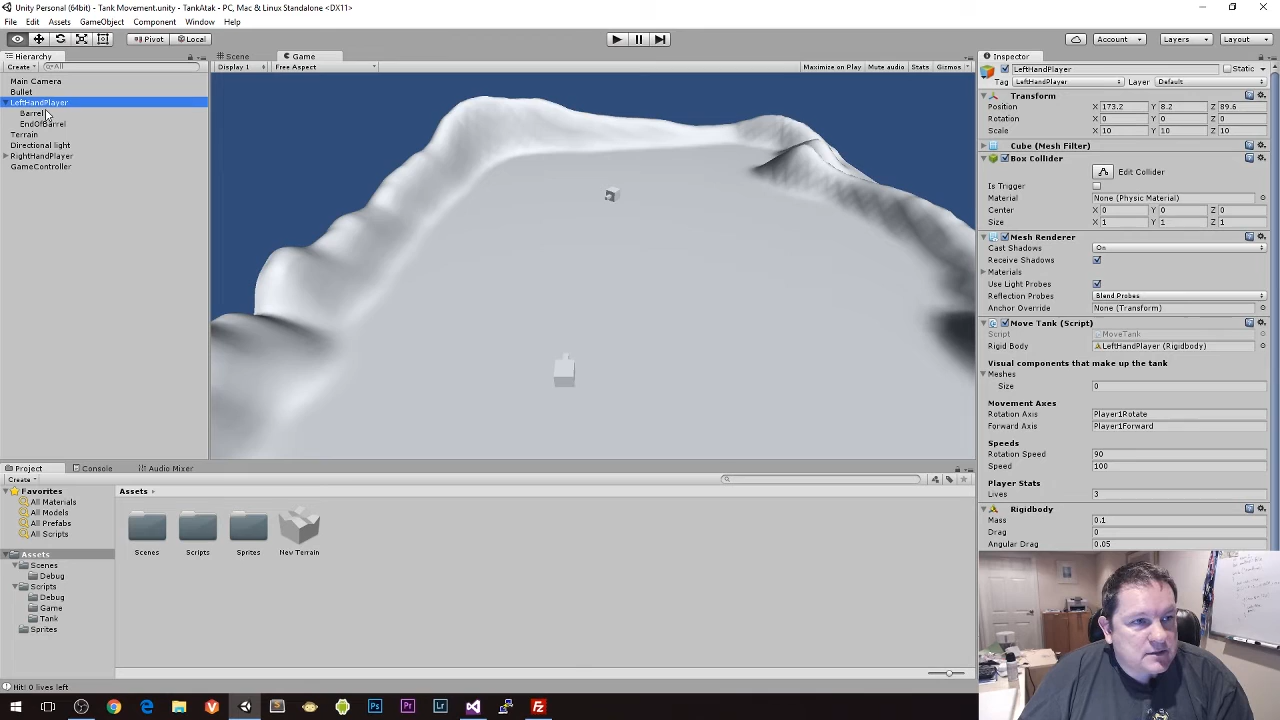 Unity Personal (64bit) - Tank Movement.unity - TankAtak - PC, Mac & Linux Standalone <DX11>
File Edit Assets GameObject Component Window Help
Pivot Local Account Layers Layout
Hierarchy
Create All
Main Camera
Bullet
LeftHandPlayer
Barrel
EndOfBarrel
Terrain
Directional light
RightHandPlayer
GameController
Scene Game
Display 1 Free Aspect Maximize on Play Mute audio Stats Gizmos
Inspector
LeftHandPlayer Static
Tag LeftHandPlayer Layer Default
Transform
Position X 173.2 Y 8.2 Z 89.6
Rotation X 0 Y 0 Z 0
Scale X 10 Y 10 Z 10
Cube (Mesh Filter)
Box Collider
Edit Collider
Is Trigger
Material None (Physic Material)
Center X 0 Y 0 Z 0
Size X 1 Y 1 Z 1
Mesh Renderer
Cast Shadows On
Receive Shadows
Materials
Use Light Probes
Reflection Probes Blend Probes
Anchor Override None (Transform)
Move Tank (Script)
Script MoveTank
Rigid Body LeftHandPlayer (Rigidbody)
Visual components that make up the tank
Meshes
Size 0
Movement Axes
Rotation Axis Player1Rotate
Forward Axis Player1Forward
Speeds
Rotation Speed 90
Speed 100
Player Stats
Lives 3
Rigidbody
Mass 0.1
Drag 0
Angular Drag 0.05
Project Console Audio Mixer
Create
Favorites
All Materials
All Models
All Prefabs
All Scripts
Assets
Scenes
Debug
Scripts
Debug
Game
Tank
Sprites
Assets
Scenes Scripts Sprites New Terrain
Hit! 0 lives left